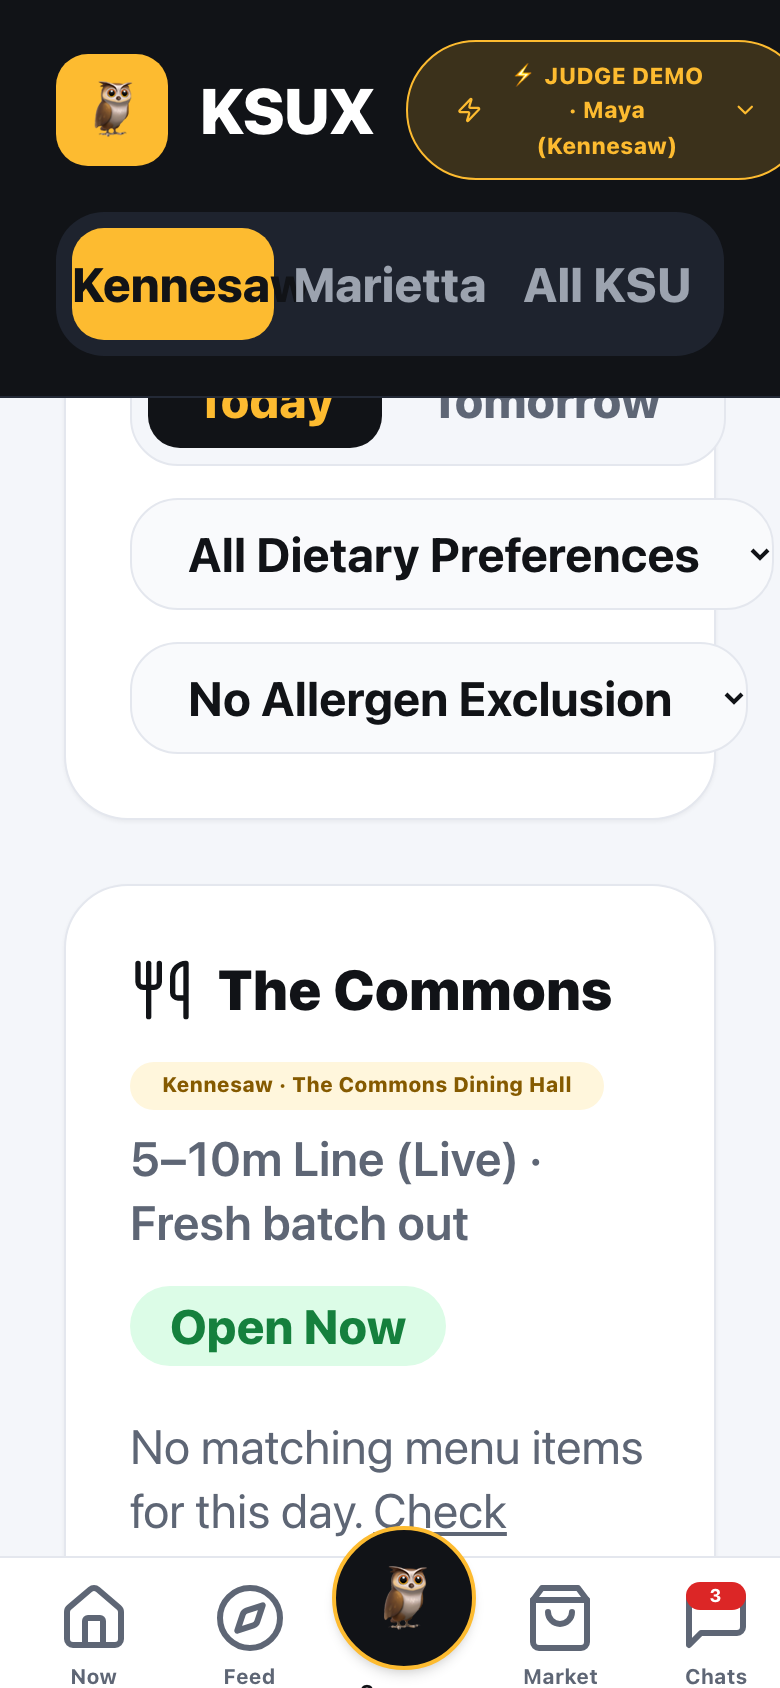 KSUX
⚡ JUDGE DEMO
· Maya
(Kennesaw)
Kennesaw
Marietta
All KSU
Today
Tomorrow
All Dietary Preferences
No Allergen Exclusion
The Commons
Kennesaw · The Commons Dining Hall
5–10m Line (Live) ·
Fresh batch out
Open Now
No matching menu items
for this day. Check
3
Now
Feed
Market
Chats